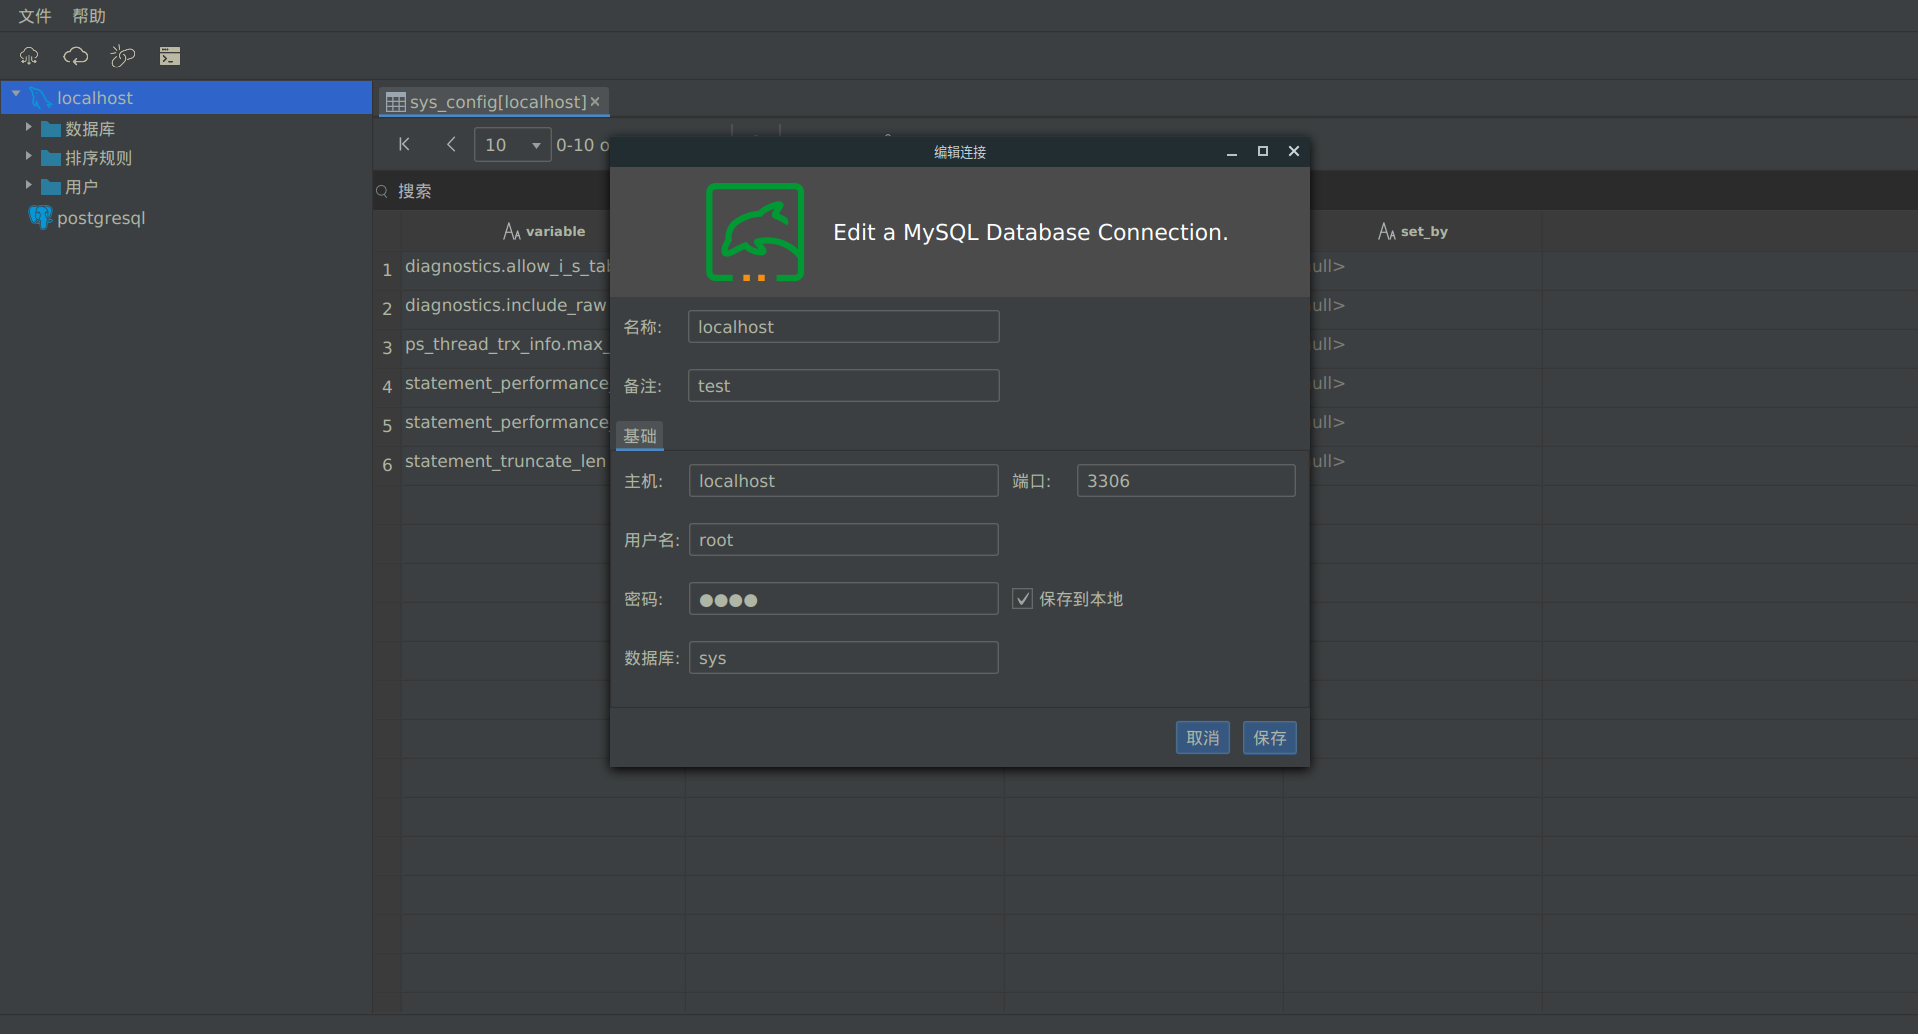 文件 帮助
localhost
数据库
排序规则
用户
postgresql
sys_config[localhost]
10 0-10
搜索
variable set_by
1 diagnostics.allow_i_s_
2 diagnostics.include_raw
3 ps_thread_trx_info.max_
4 statement_performance
5 statement_performance
6 statement_truncate_len
ull>
ull>
ull>
ull>
ull>
ull>
编辑连接
Edit a MySQL Database Connection.
名称: localhost
备注: test
基础
主机: localhost 端口: 3306
用户名: root
密码: ●●●● 保存到本地
数据库: sys
取消 保存